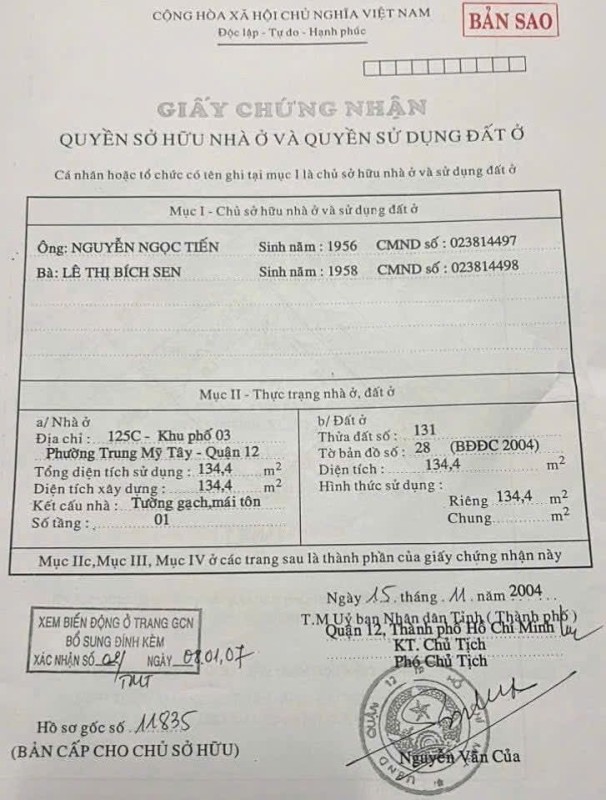 CỘNG HÒA XÃ HỘI CHỦ NGHĨA VIỆT NAM
Độc lập - Tự do - Hạnh phúc
BẢN SAO
GIẤY CHỨNG NHẬN
QUYỀN SỞ HỮU NHÀ Ở VÀ QUYỀN SỬ DỤNG ĐẤT Ở
Cá nhân hoặc tổ chức có tên ghi tại mục I là chủ sở hữu nhà ở và sử dụng đất ở
Mục I - Chủ sở hữu nhà ở và sử dụng đất ở
Ông: NGUYỄN NGỌC TIẾN Sinh năm : 1956 CMND số : 023814497
Bà: LÊ THỊ BÍCH SEN Sinh năm : 1958 CMND số : 023814498
Mục II - Thực trạng nhà ở, đất ở
a/ Nhà ở
Địa chỉ : 125C - Khu phố 03
Phường Trung Mỹ Tây - Quận 12
Tổng diện tích sử dụng : 134,4 m²
Diện tích xây dựng : 134,4 m²
Kết cấu nhà : Tường gạch,mái tôn
Số tầng : 01
b/ Đất ở
Thửa đất số : 131
Tờ bản đồ số : 28 (BĐĐC 2004)
Diện tích : 134,4 m²
Hình thức sử dụng :
Riêng 134,4 m²
Chung m²
Mục IIc,Mục III, Mục IV ở các trang sau là thành phần của giấy chứng nhận này
Ngày 15 tháng 11 năm 2004
T.M Uỷ ban Nhân dân Tỉnh ( Thành phố )
Quận 12, Thành phố Hồ Chí Minh
KT. Chủ Tịch
Phó Chủ Tịch
XEM BIẾN ĐỘNG Ở TRANG GCN
BỔ SUNG ĐÍNH KÈM
XÁC NHẬN SỐ NGÀY 08.01.07
TMT
Hồ sơ gốc số 11835
(BẢN CẤP CHO CHỦ SỞ HỮU)
UBND QUẬN 12
Nguyễn Văn Của